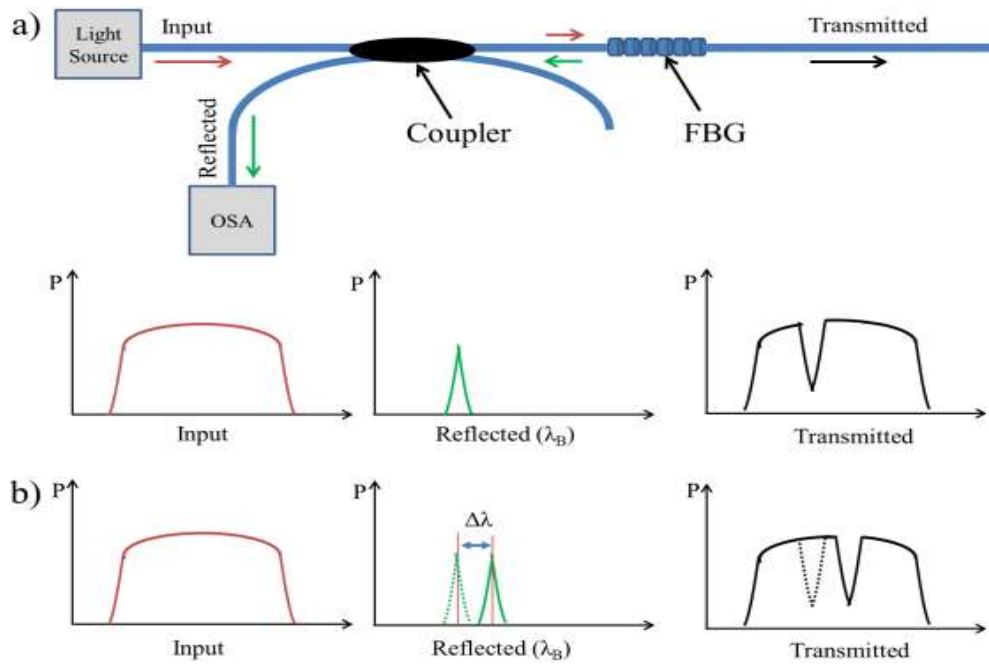 a)
Light
Source
Input
Transmitted
Reflected
Coupler
FBG
OSA
P
Input
P
Reflected (λB)
P
Transmitted
b)
P
Input
P
Δλ
Reflected (λB)
P
Transmitted